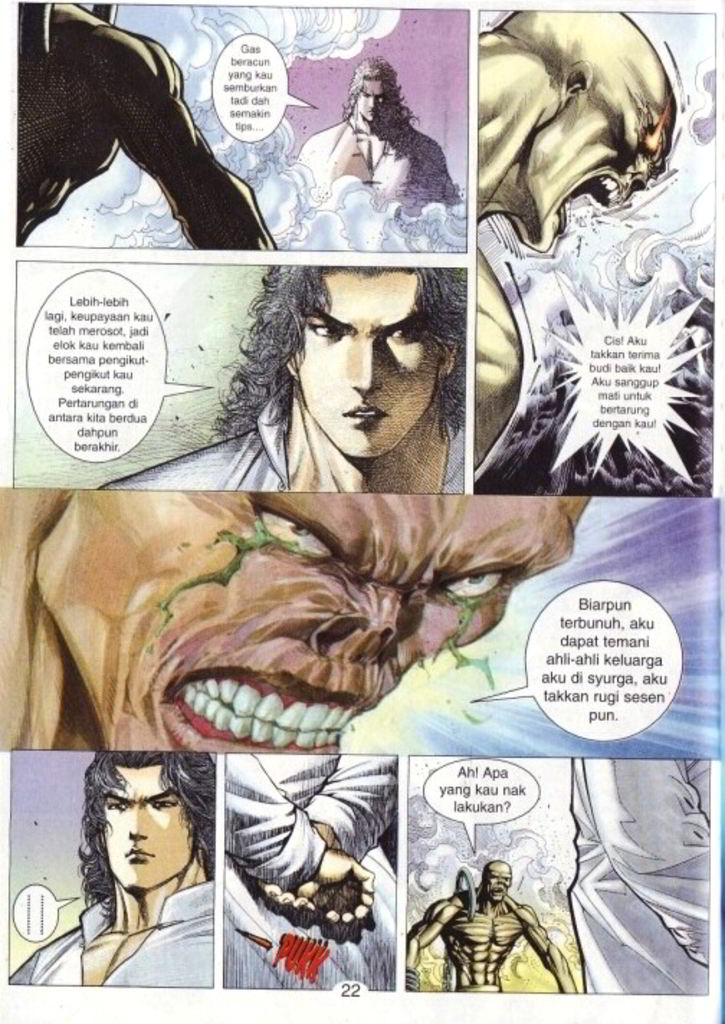 Gas
beracun
yang kau
semburkan
tadi dah
semakin
tips....
Cis! Aku
takkan terima
budi baik kau!
Aku sanggup
mati untuk
bertarung
dengan kau!
Lebih-lebih
lagi, keupayaan kau
telah merosot, jadi
elok kau kembali
bersama pengikut-
pengikut kau
sekarang.
Pertarungan di
antara kita berdua
dahpun
berakhir.
Biarpun
terbunuh, aku
dapat temani
ahli-ahli keluarga
aku di syurga, aku
takkan rugi sesen
pun.
PUKK
Ah! Apa
yang kau nak
lakukan?
22